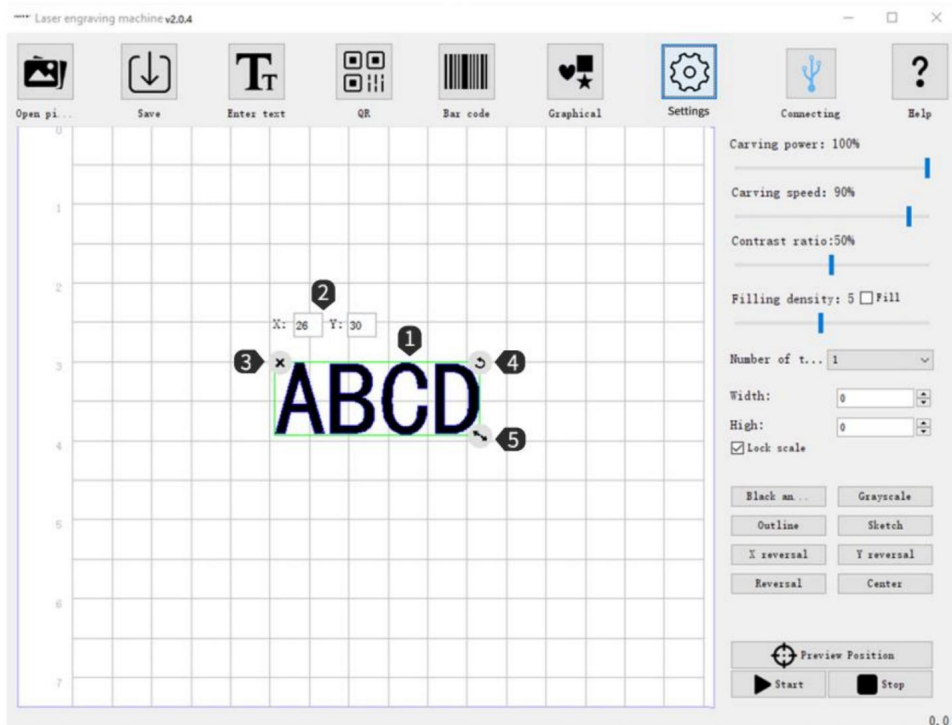 Laser engraving machine v2.0.4
Open pi...
Save
Enter text
QR
Bar code
Graphical
Settings
Connecting
Help
0
1
2
3
4
5
6
7
2
X: 26 Y: 30
1
3
4
ABCD
5
Carving power: 100%
Carving speed: 90%
Contrast ratio:50%
Filling density: 5 Fill
Number of t... 1
Width: 0
High: 0
Lock scale
Black an... Grayscale
Outline Sketch
X reversal Y reversal
Reversal Center
Preview Position
Start Stop
0, 0